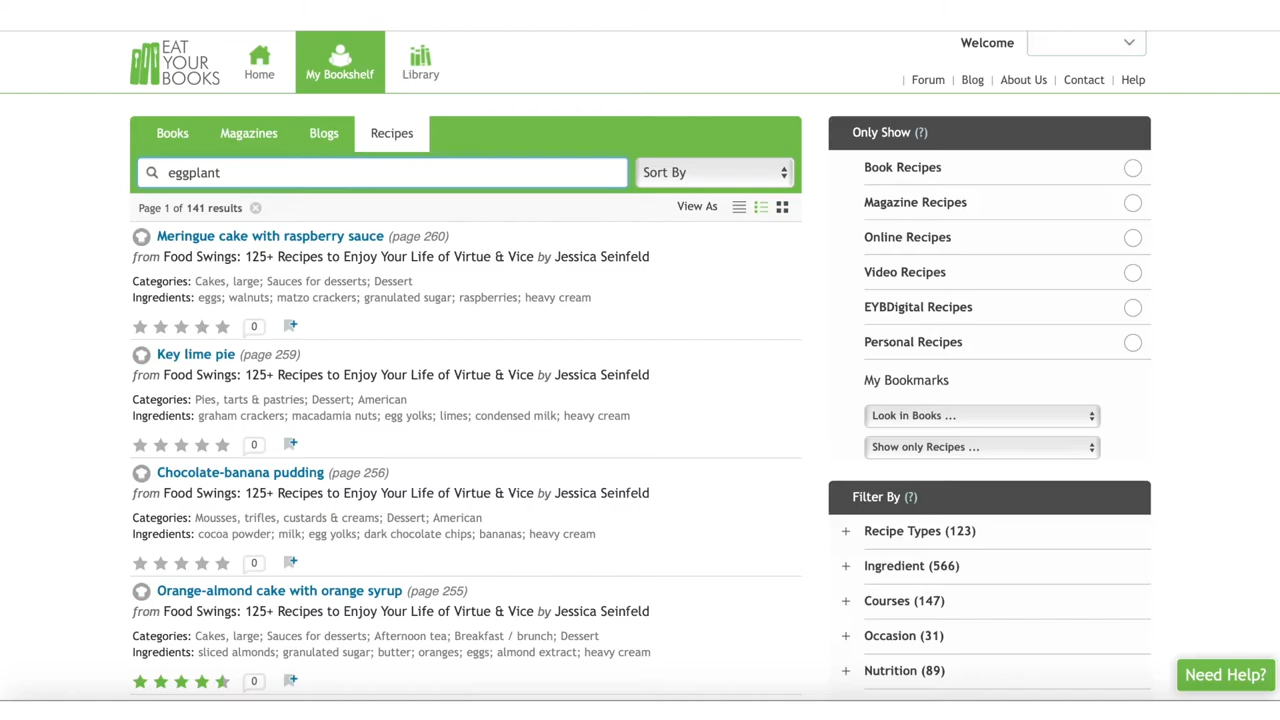 EAT
YOUR
BOOKS
Home
My Bookshelf
Library
Welcome
| Forum | Blog | About Us | Contact | Help
Books Magazines Blogs Recipes
eggplant
Sort By
Page 1 of 141 results
View As
Meringue cake with raspberry sauce (page 260)
from Food Swings: 125+ Recipes to Enjoy Your Life of Virtue & Vice by Jessica Seinfeld
Categories: Cakes, large; Sauces for desserts; Dessert
Ingredients: eggs; walnuts; matzo crackers; granulated sugar; raspberries; heavy cream
0
Key lime pie (page 259)
from Food Swings: 125+ Recipes to Enjoy Your Life of Virtue & Vice by Jessica Seinfeld
Categories: Pies, tarts & pastries; Dessert; American
Ingredients: graham crackers; macadamia nuts; egg yolks; limes; condensed milk; heavy cream
0
Chocolate-banana pudding (page 256)
from Food Swings: 125+ Recipes to Enjoy Your Life of Virtue & Vice by Jessica Seinfeld
Categories: Mousses, trifles, custards & creams; Dessert; American
Ingredients: cocoa powder; milk; egg yolks; dark chocolate chips; bananas; heavy cream
0
Orange-almond cake with orange syrup (page 255)
from Food Swings: 125+ Recipes to Enjoy Your Life of Virtue & Vice by Jessica Seinfeld
Categories: Cakes, large; Sauces for desserts; Afternoon tea; Breakfast / brunch; Dessert
Ingredients: sliced almonds; granulated sugar; butter; oranges; eggs; almond extract; heavy cream
0
Only Show (?)
Book Recipes
Magazine Recipes
Online Recipes
Video Recipes
EYBDigital Recipes
Personal Recipes
My Bookmarks
Look in Books ...
Show only Recipes ...
Filter By (?)
+ Recipe Types (123)
+ Ingredient (566)
+ Courses (147)
+ Occasion (31)
+ Nutrition (89)
Need Help?